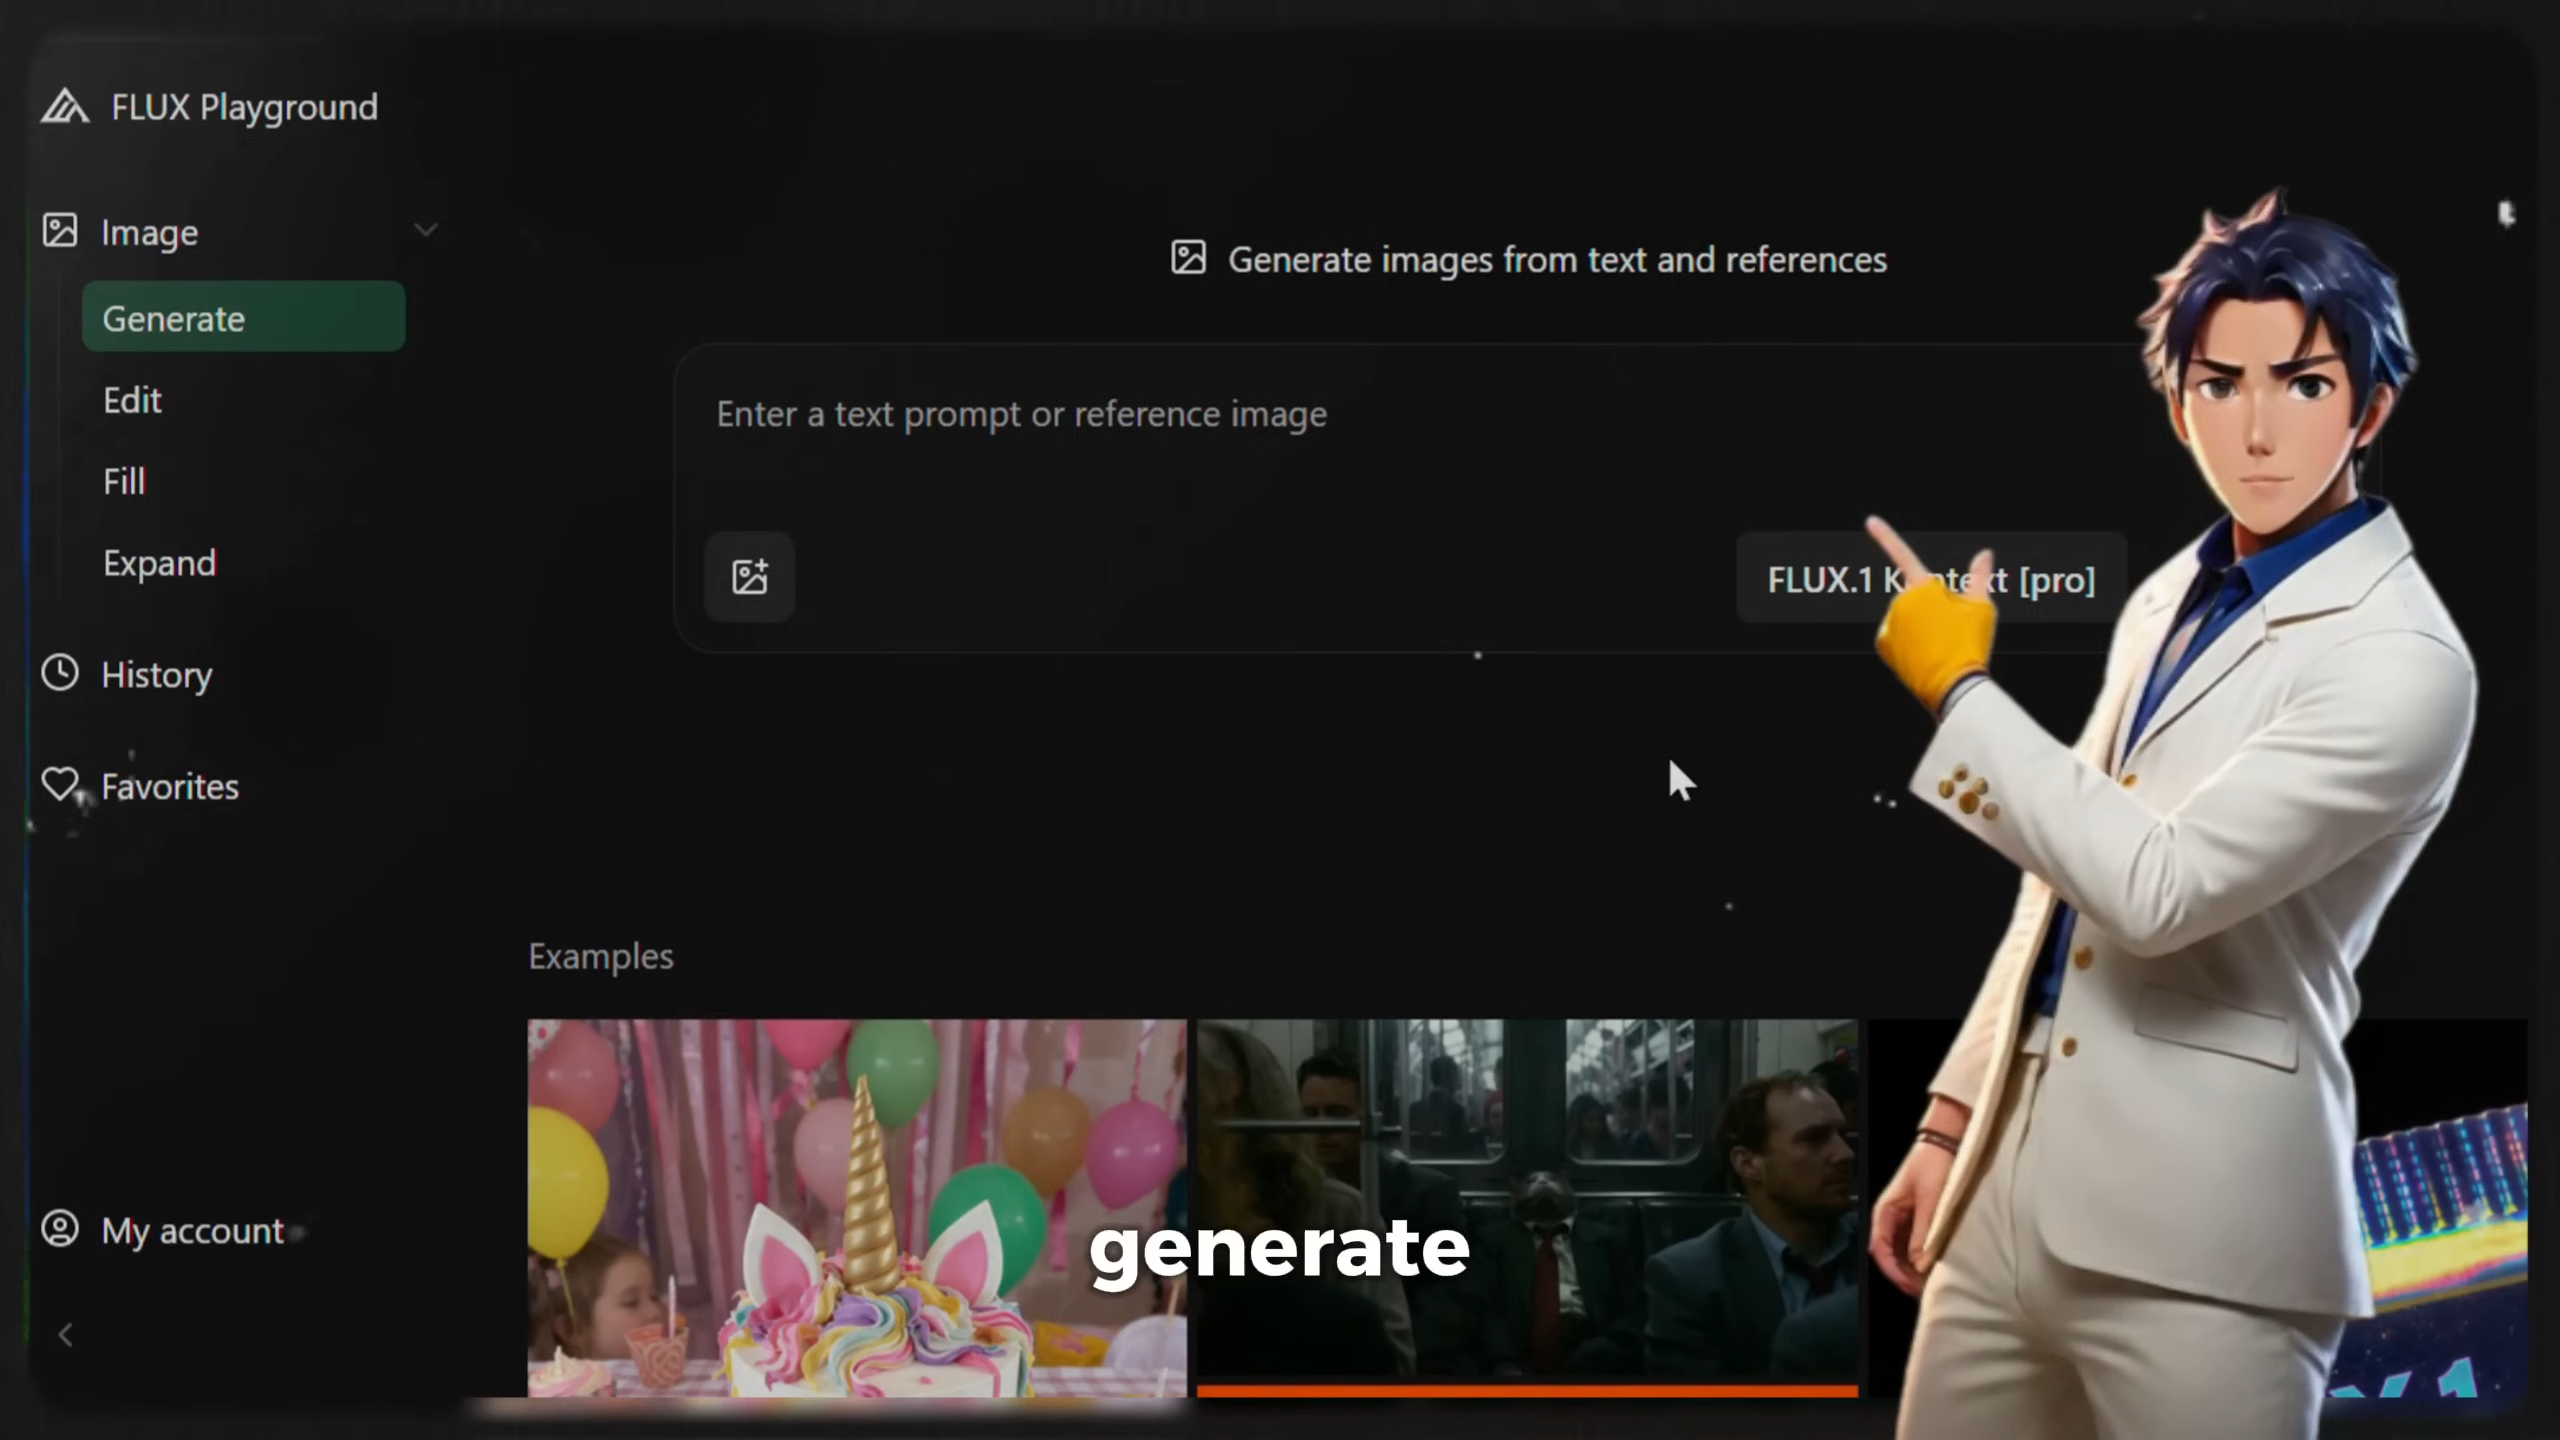 FLUX Playground
Image
Generate
Edit
Fill
Expand
History
Favorites
My account
Generate images from text and references
Enter a text prompt or reference image
FLUX.1 Kontext [pro]
Examples
generate